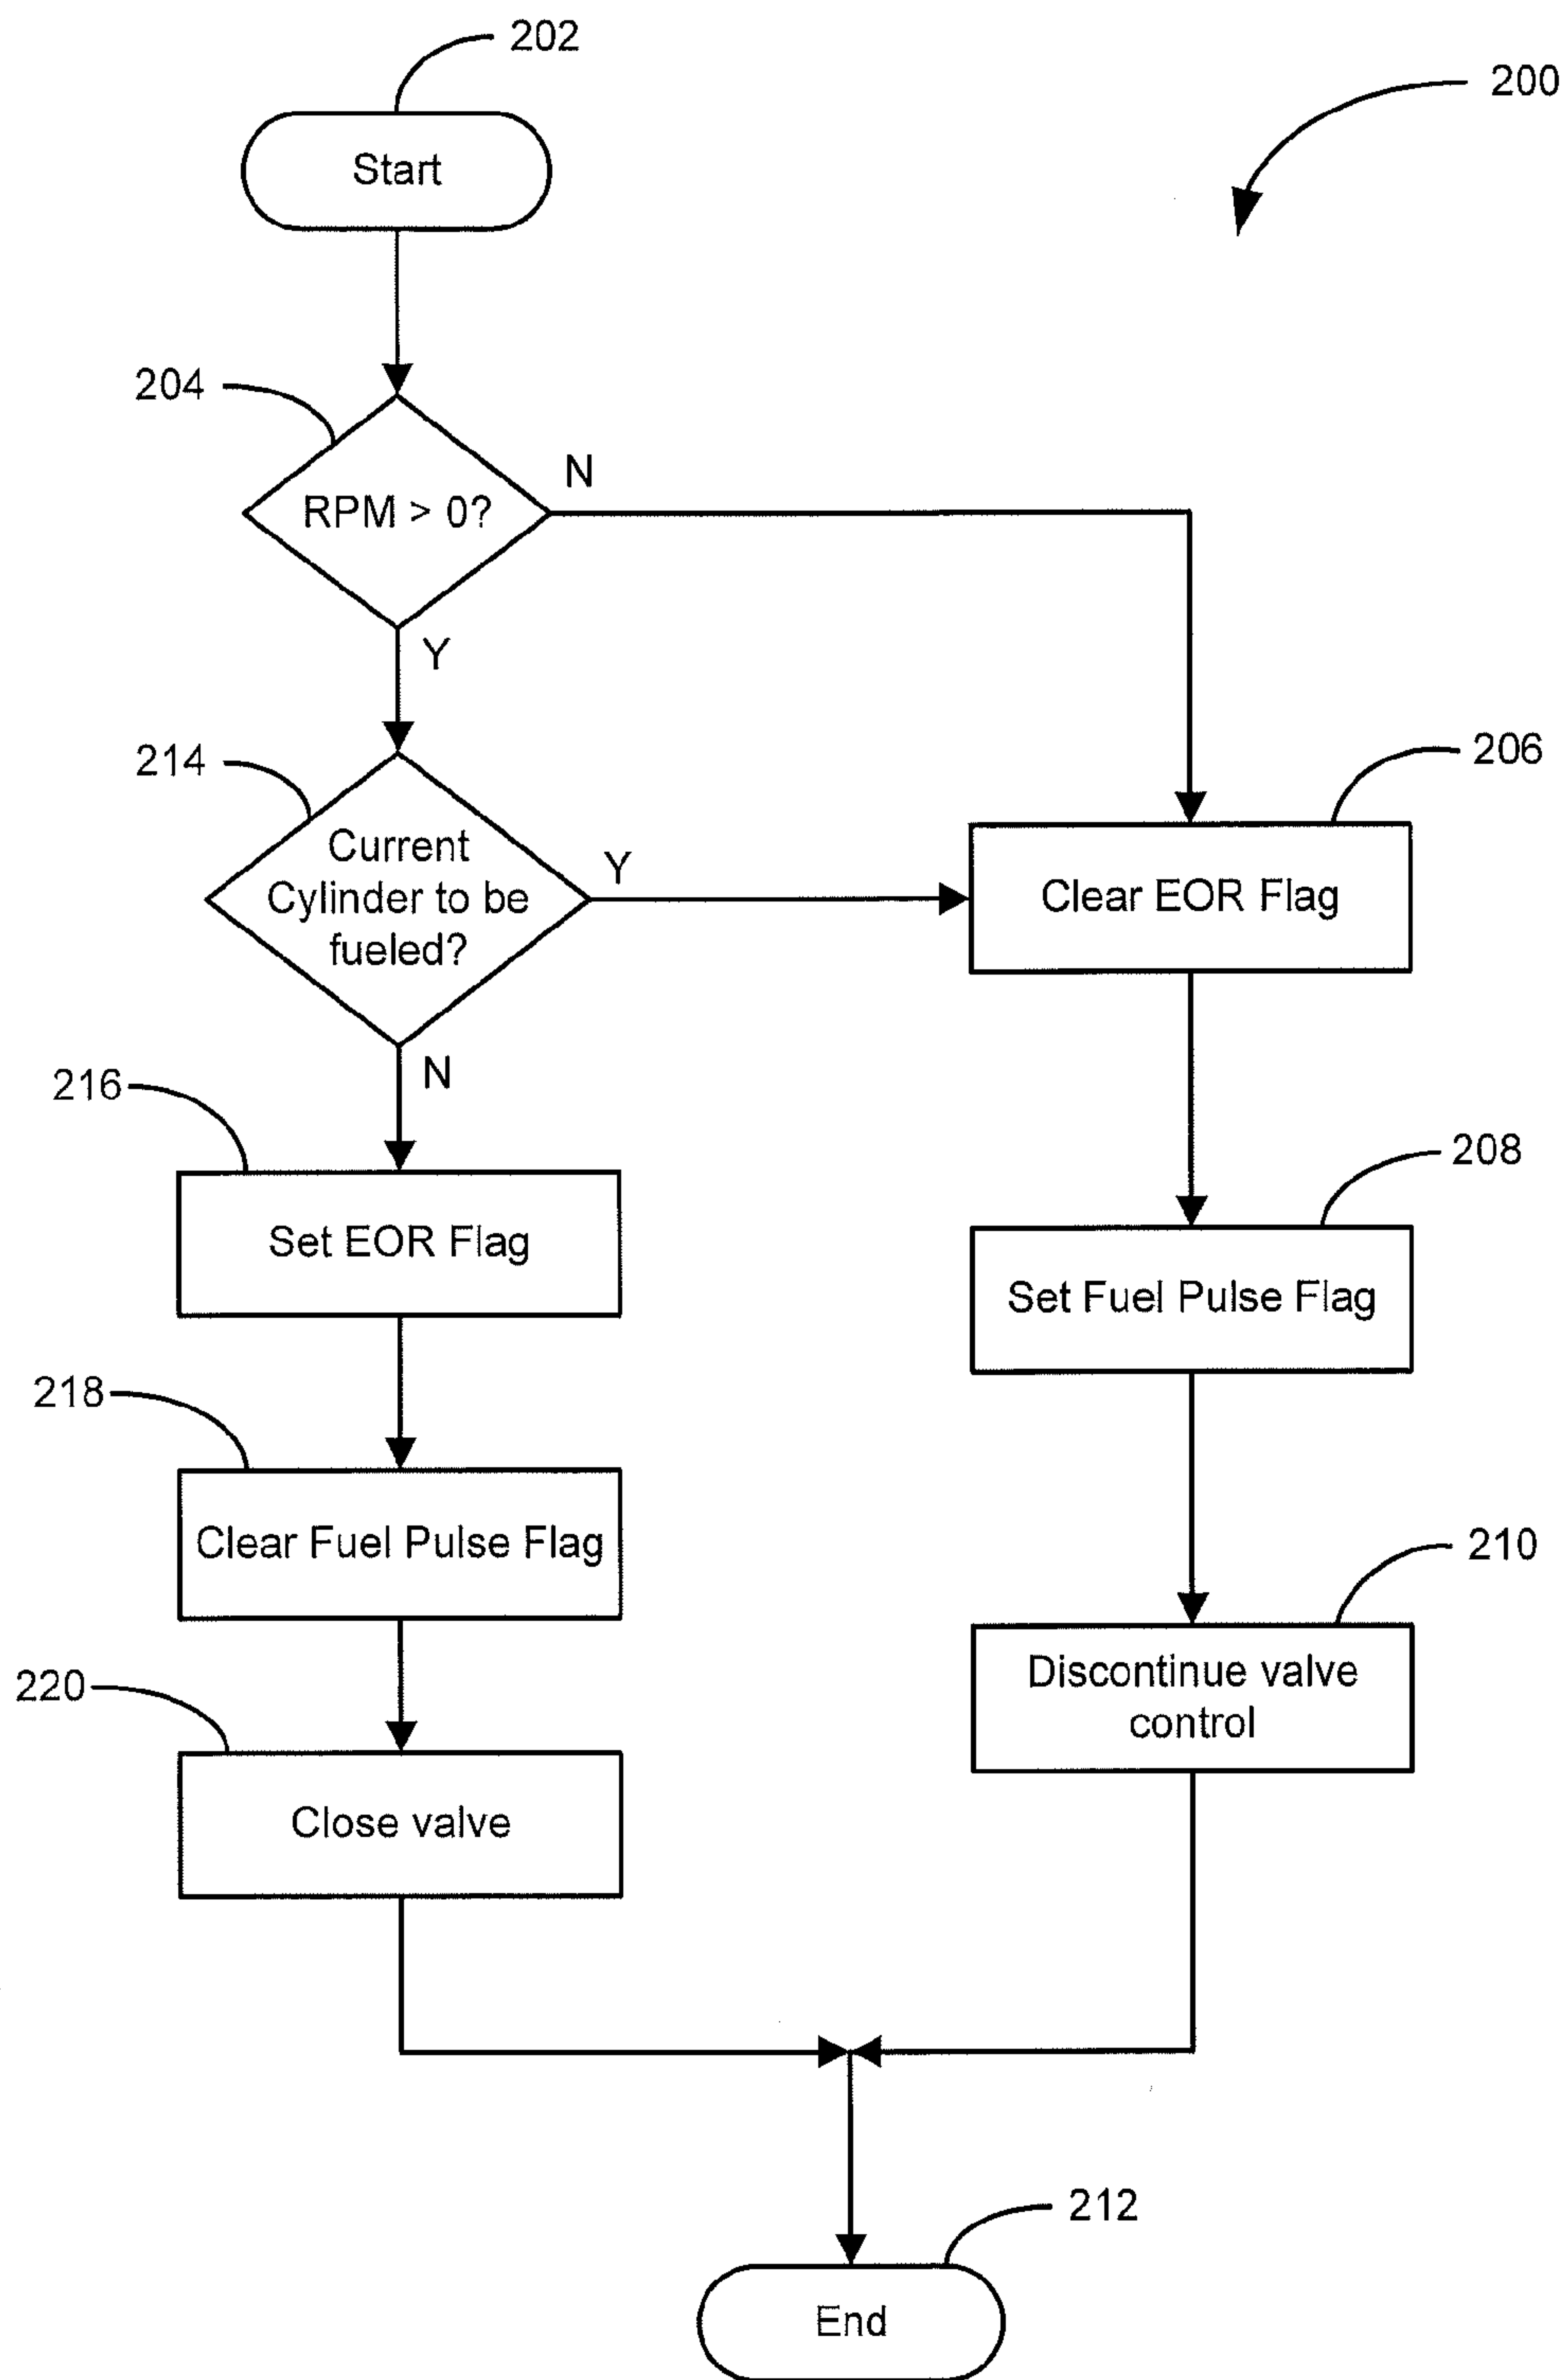 202
200
Start
204
RPM > 0?
N
Y
214
Current
Cylinder to be
fueled?
Y
N
206
Clear EOR Flag
216
Set EOR Flag
208
Set Fuel Pulse Flag
218
Clear Fuel Pulse Flag
210
Discontinue valve
control
220
Close valve
212
End